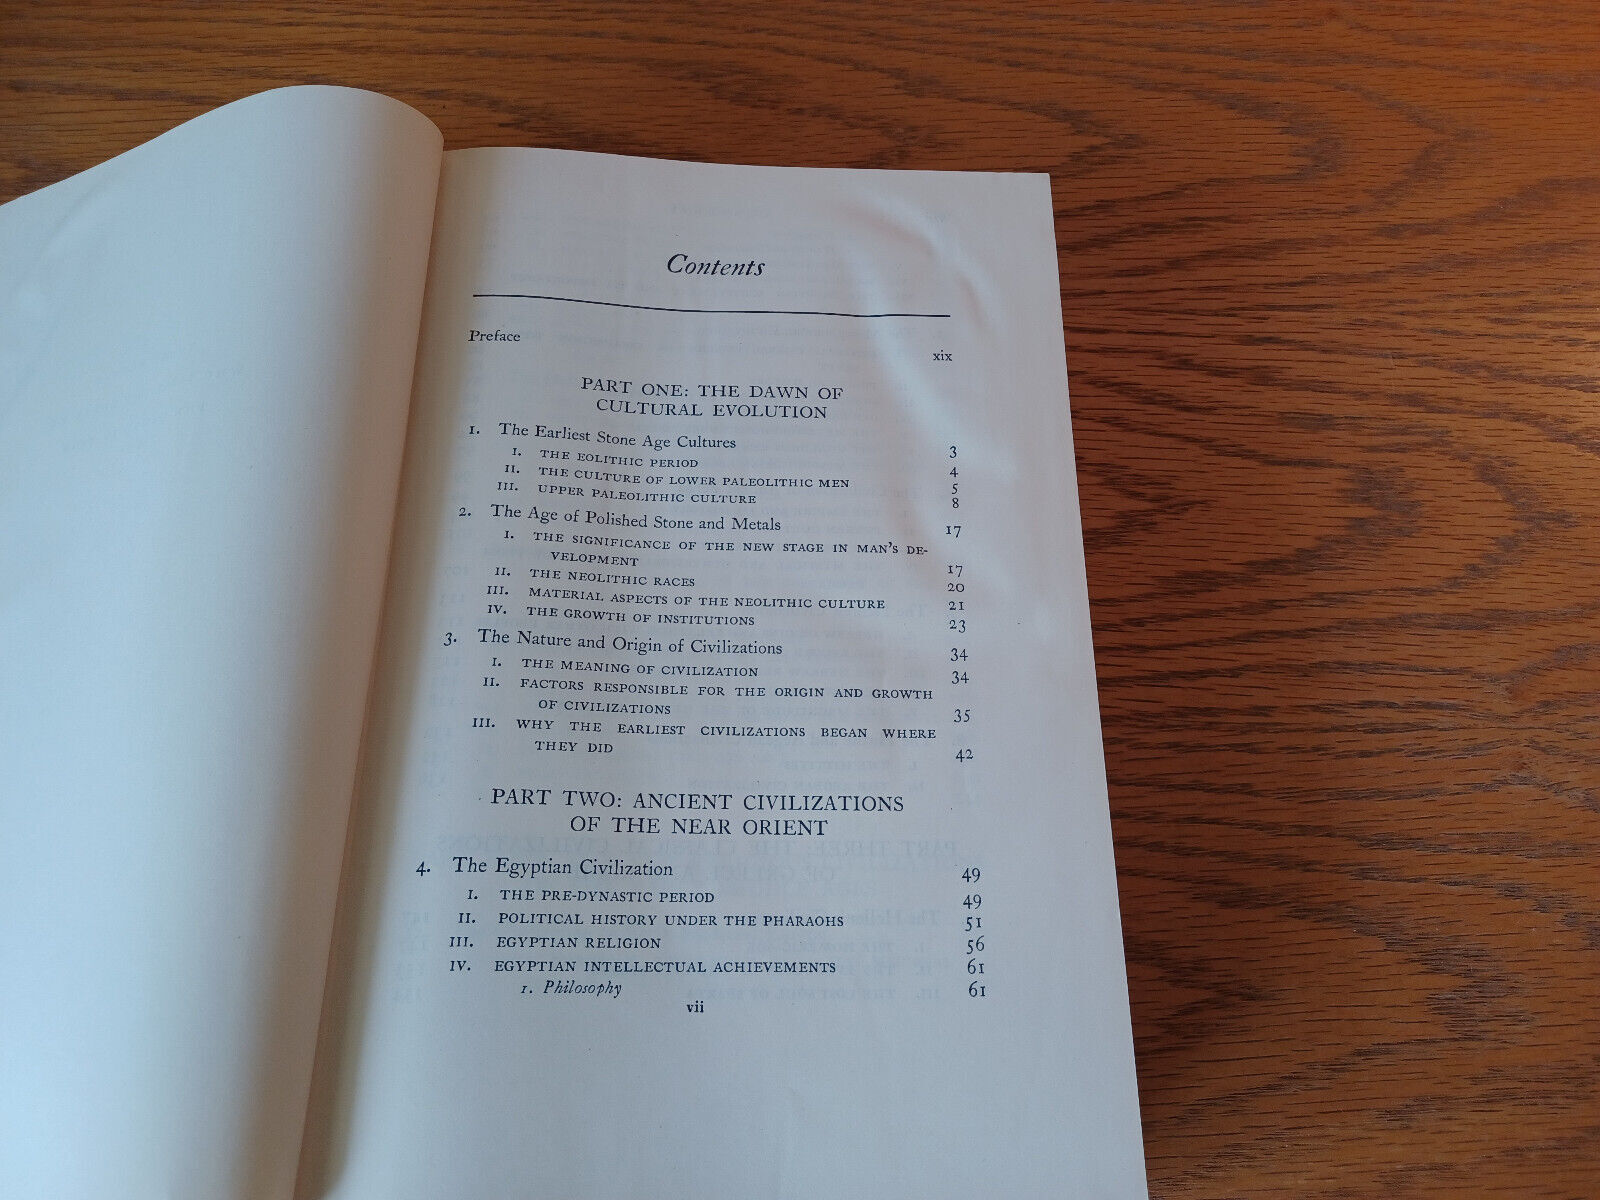 Contents
Preface xix
PART ONE: THE DAWN OF
CULTURAL EVOLUTION
1. The Earliest Stone Age Cultures 3
I. THE EOLITHIC PERIOD 4
II. THE CULTURE OF LOWER PALEOLITHIC MEN 5
III. UPPER PALEOLITHIC CULTURE 8
2. The Age of Polished Stone and Metals 17
I. THE SIGNIFICANCE OF THE NEW STAGE IN MAN'S DE-
VELOPMENT 17
II. THE NEOLITHIC RACES 20
III. MATERIAL ASPECTS OF THE NEOLITHIC CULTURE 21
IV. THE GROWTH OF INSTITUTIONS 23
3. The Nature and Origin of Civilizations 34
I. THE MEANING OF CIVILIZATION 34
II. FACTORS RESPONSIBLE FOR THE ORIGIN AND GROWTH
OF CIVILIZATIONS 35
III. WHY THE EARLIEST CIVILIZATIONS BEGAN WHERE
THEY DID 42
PART TWO: ANCIENT CIVILIZATIONS
OF THE NEAR ORIENT
4. The Egyptian Civilization 49
I. THE PRE-DYNASTIC PERIOD 49
II. POLITICAL HISTORY UNDER THE PHARAOHS 51
III. EGYPTIAN RELIGION 56
IV. EGYPTIAN INTELLECTUAL ACHIEVEMENTS 61
1. Philosophy 61
vii